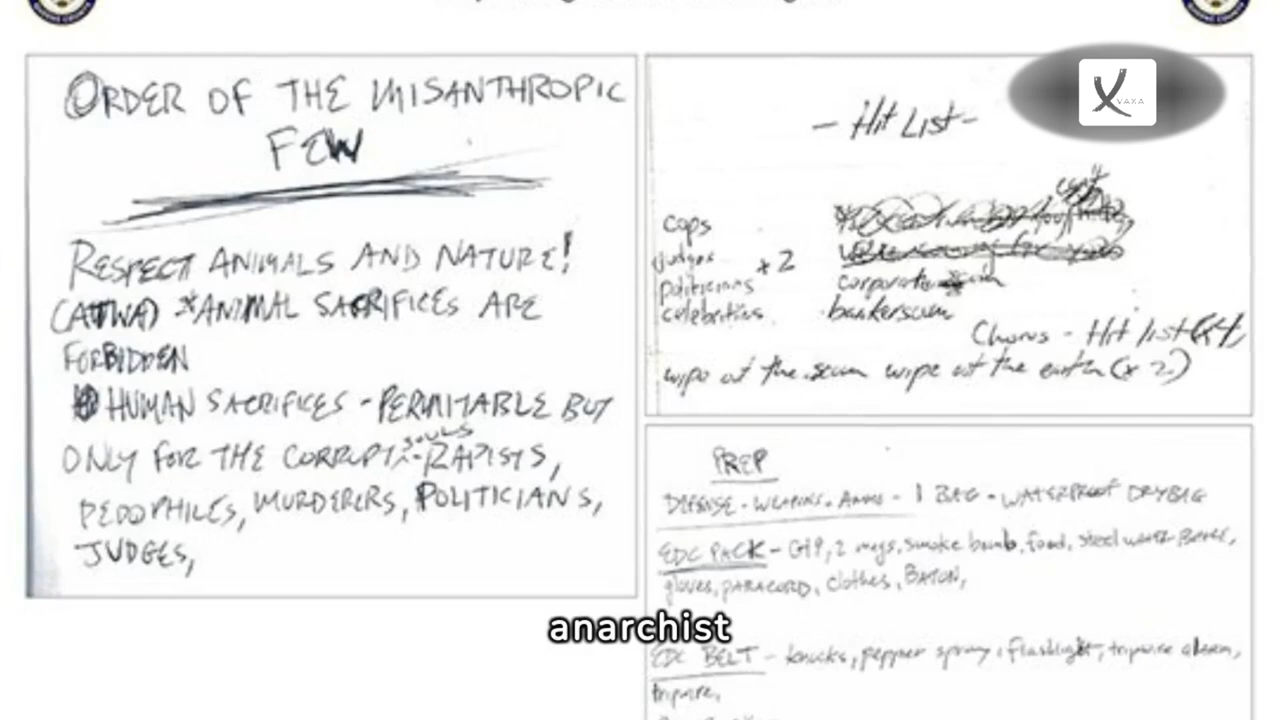 ORDER OF THE MISANTHROPIC
FEW
RESPECT ANIMALS AND NATURE!
(ATWA) *ANIMAL SACRIFICES ARE
FORBIDDEN
HUMAN SACRIFICES - PERMITABLE BUT
ONLY FOR THE CORRUPT SOULS - RAPISTS,
PEDOPHILES, MURDERERS, POLITICIANS,
JUDGES,
- Hit List -
cops
judges x2
politicians corporate
celebrities bankerscum
Chorus - Hit list
wipe out the scum wipe out the earth (x 2)
PREP
DEFENSE - WEAPONS - AMMO - 1 BAG - WATERPROOF DRYBAG
EDC PACK - G19, 2 mags, smoke bomb, food, steel water bottle,
gloves, PARACORD, clothes, BATON,
EDC BELT - knucks, pepper spray, flashlight, tripwire alarm,
tripwire,
anarchist
VAXA